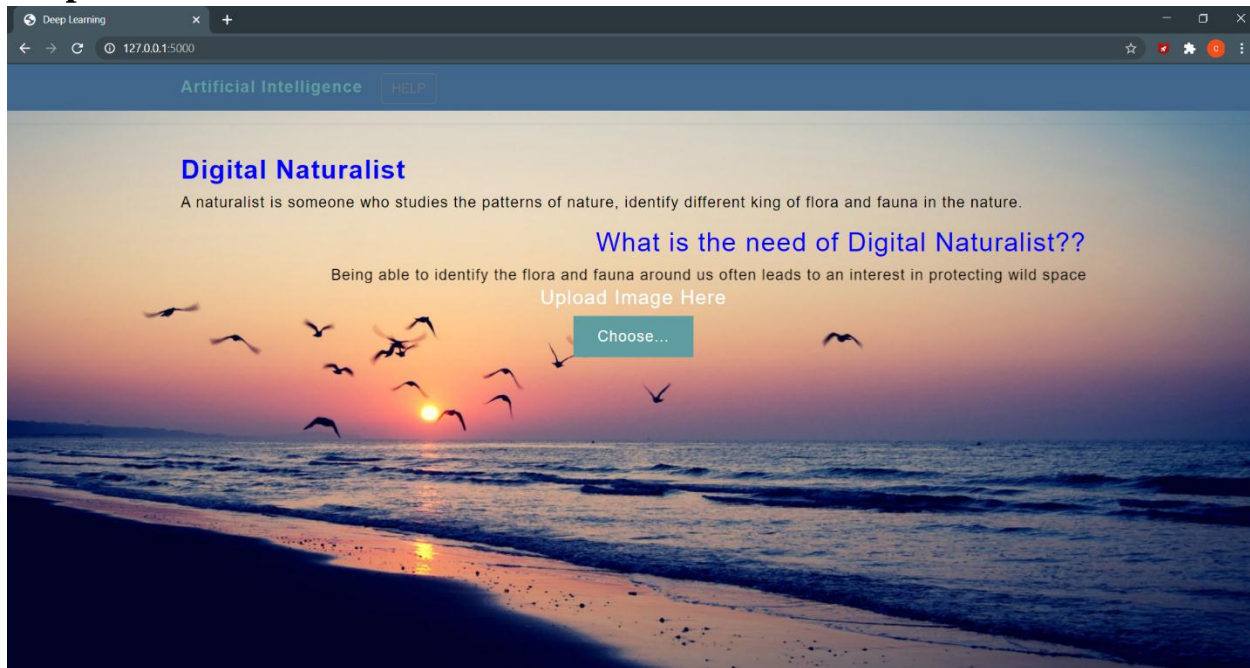 Deep Learning
127.0.0.1:5000
Artificial Intelligence HELP
Digital Naturalist
A naturalist is someone who studies the patterns of nature, identify different king of flora and fauna in the nature.
What is the need of Digital Naturalist??
Being able to identify the flora and fauna around us often leads to an interest in protecting wild space
Upload Image Here
Choose...